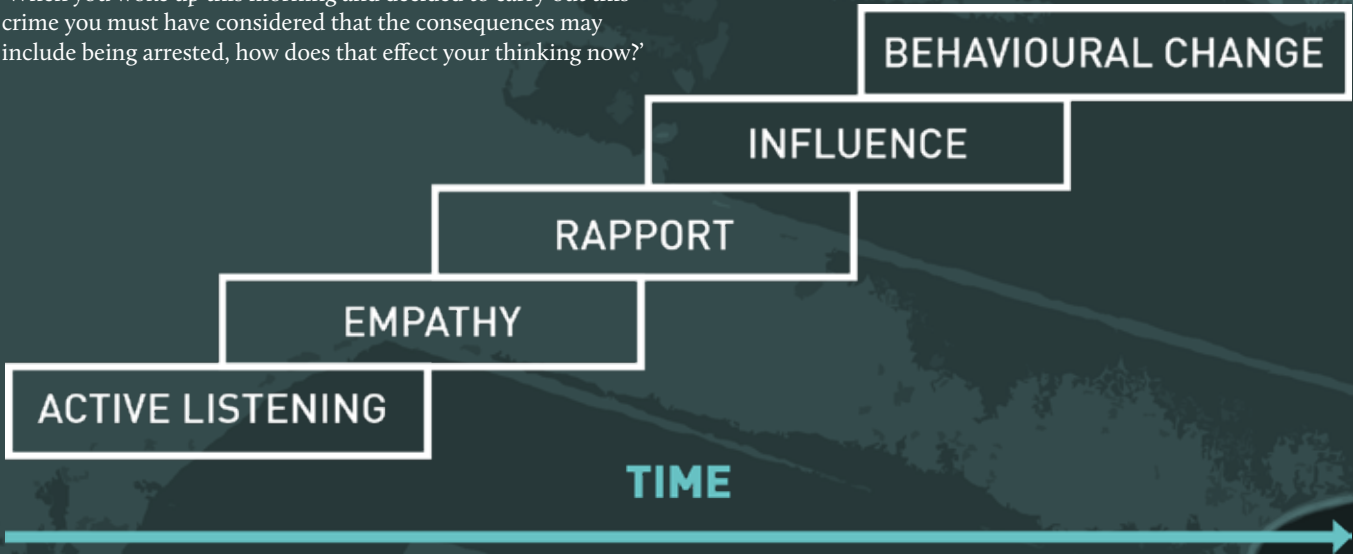 crime you must have considered that the consequences may
include being arrested, how does that effect your thinking now?’
BEHAVIOURAL CHANGE
INFLUENCE
RAPPORT
EMPATHY
ACTIVE LISTENING
TIME